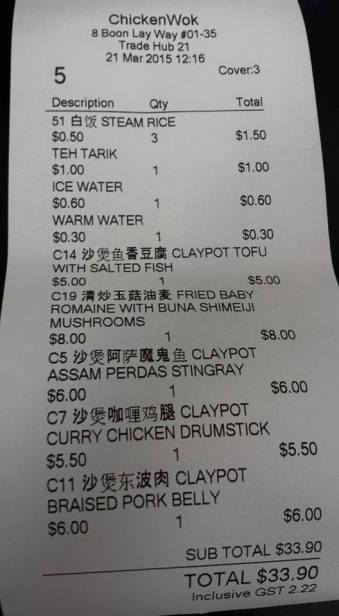 ChickenWok
8 Boon Lay Way #01-35
Trade Hub 21
21 Mar 2015 12:16
5 Cover:3
Description Qty Total
51 白饭 STEAM RICE
$0.50 3 $1.50
TEH TARIK
$1.00 1 $1.00
ICE WATER
$0.60 1 $0.60
WARM WATER
$0.30 1 $0.30
C14 沙煲鱼香豆腐 CLAYPOT TOFU
WITH SALTED FISH
$5.00 1 $5.00
C19 清炒玉菇油麦 FRIED BABY
ROMAINE WITH BUNA SHIMEIJI
MUSHROOMS
$8.00 1 $8.00
C5 沙煲阿萨魔鬼鱼 CLAYPOT
ASSAM PERDAS STINGRAY
$6.00 1 $6.00
C7 沙煲咖喱鸡腿 CLAYPOT
CURRY CHICKEN DRUMSTICK
$5.50 1 $5.50
C11 沙煲东波肉 CLAYPOT
BRAISED PORK BELLY
$6.00 1 $6.00
SUB TOTAL $33.90
TOTAL $33.90
Inclusive GST 2.22